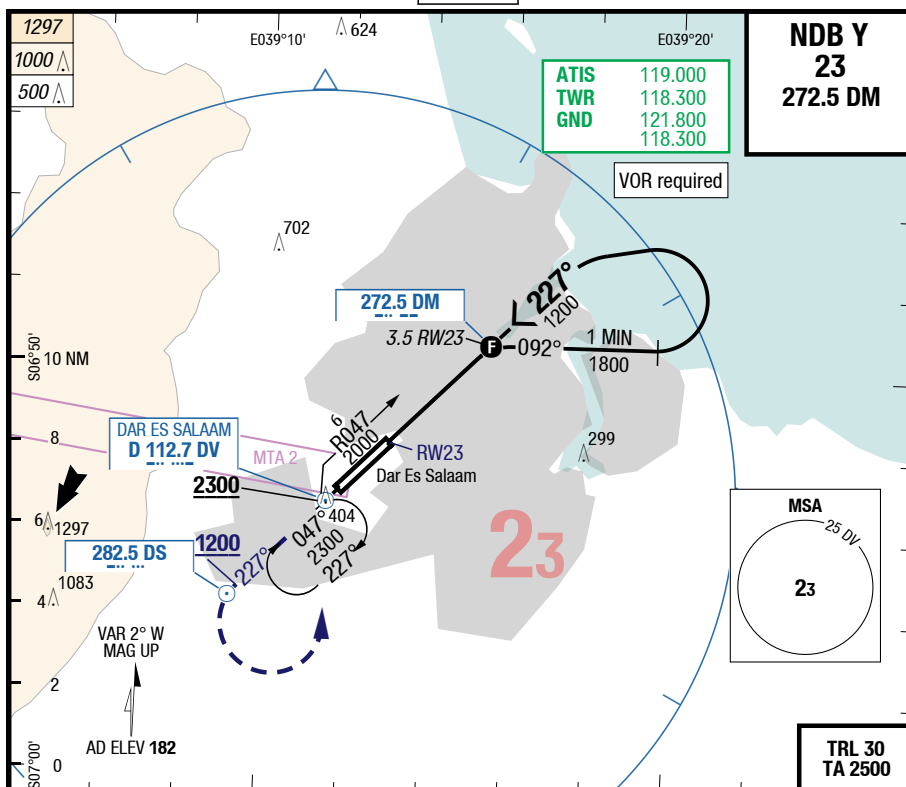 1297
1000
500
624
E039°10'
E039°20'
NDB Y
23
272.5 DM
ATIS 119.000
TWR 118.300
GND 121.800
118.300
VOR required
702
272.5 DM
227°
1200
3.5 RW23
F
092°
1 MIN
1800
S06°50'
10 NM
8
6
4
2
0
S07°00'
DAR ES SALAAM
D 112.7 DV
MTA 2
6
R047
2000
RW23
Dar Es Salaam
299
2300
404
1297
1200
282.5 DS
227°
047°
2300
227°
1083
23
MSA
25 DV
23
VAR 2° W
MAG UP
AD ELEV 182
TRL 30
TA 2500